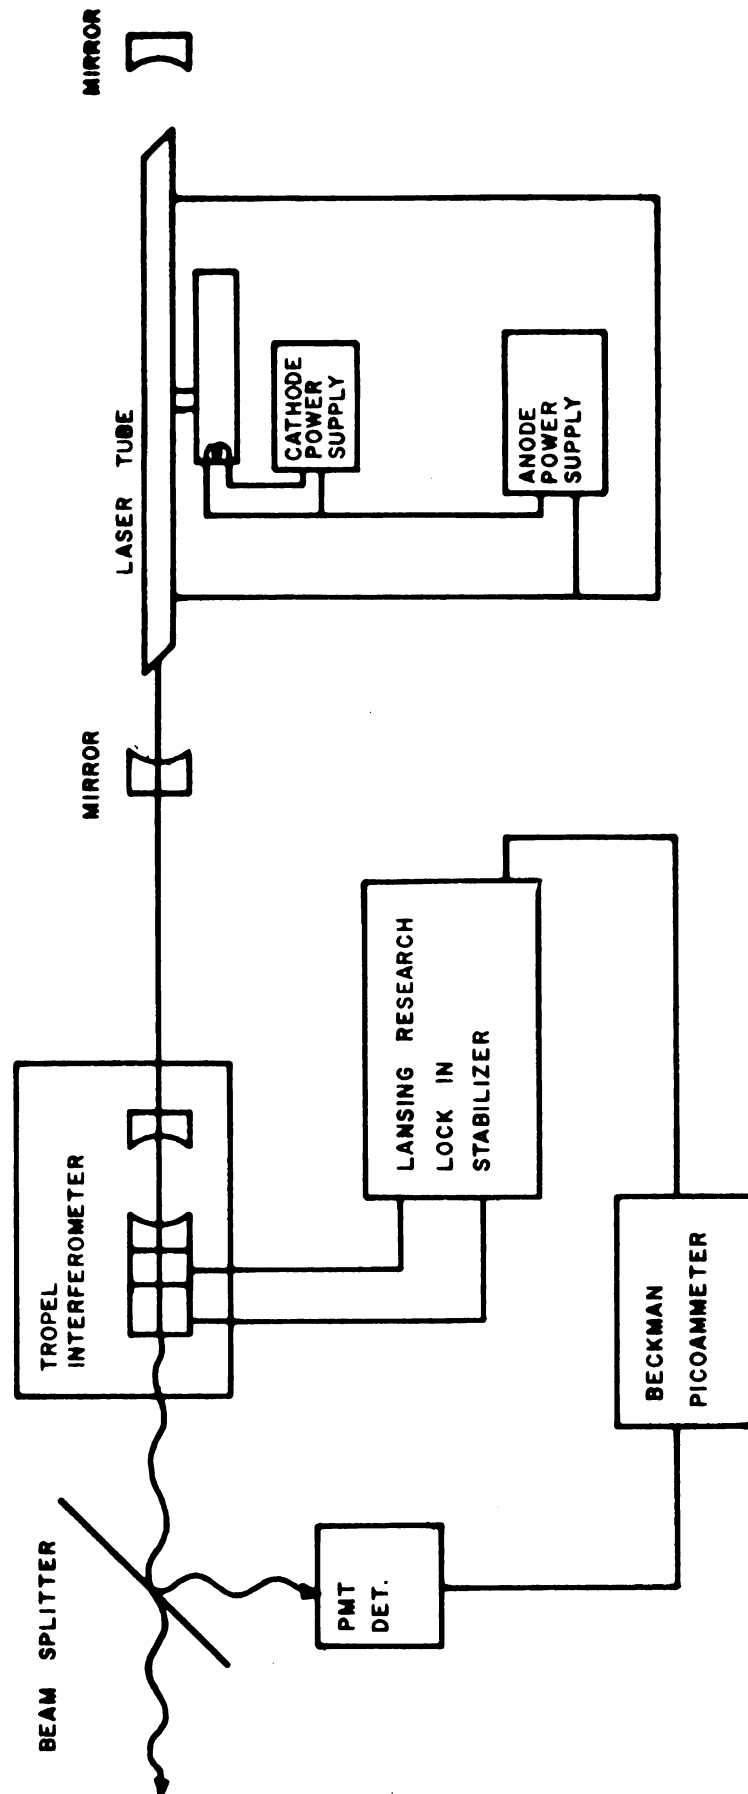 BEAM SPLITTER
TROPEL
INTERFEROMETER
MIRROR
LASER TUBE
MIRROR
PMT
DET.
LANSING RESEARCH
LOCK IN
STABILIZER
CATHODE
POWER
SUPPLY
ANODE
POWER
SUPPLY
BECKMAN
PICOAMMETER